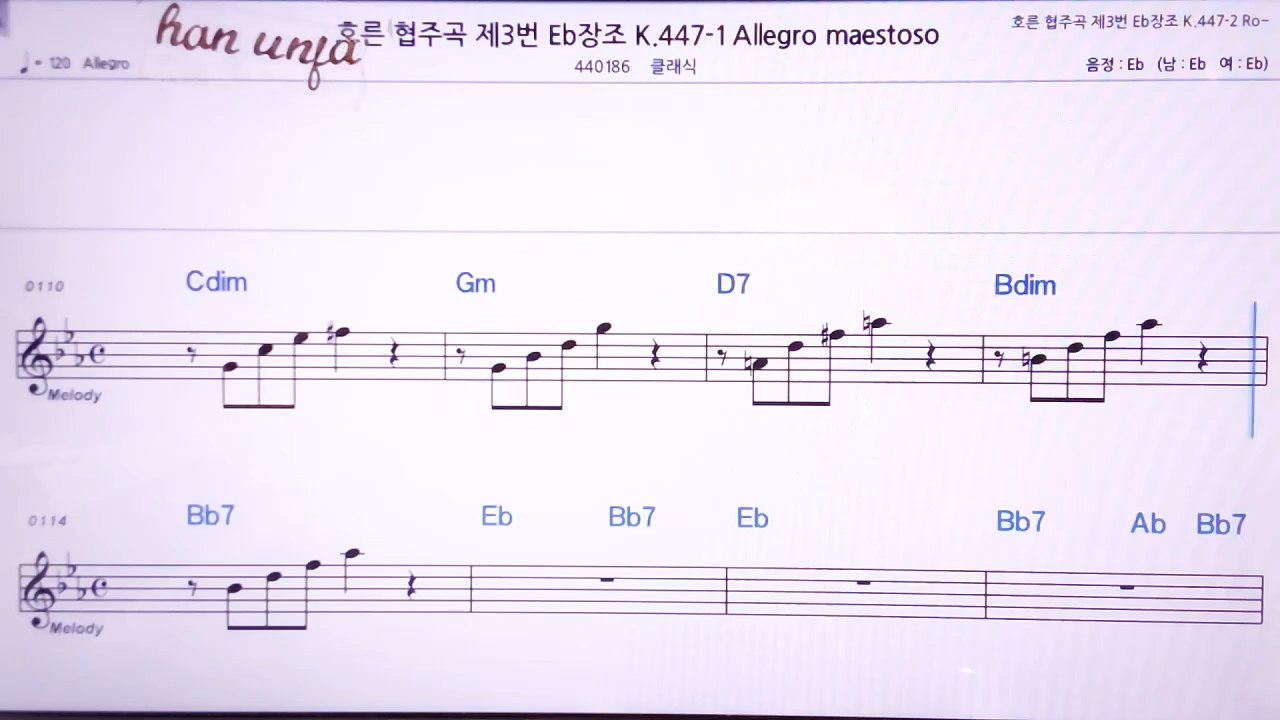 han unfa
호른 협주곡 제3번 Eb장조 K.447-1 Allegro maestoso
호른 협주곡 제3번 Eb장조 K.447-2 Ro~
♩= 120 Allegro
440186 클래식
음정 : Eb (남 : Eb 여 : Eb)
0110 Cdim Gm D7 Bdim
Melody
0114 Bb7 Eb Bb7 Eb Bb7 Ab Bb7
Melody